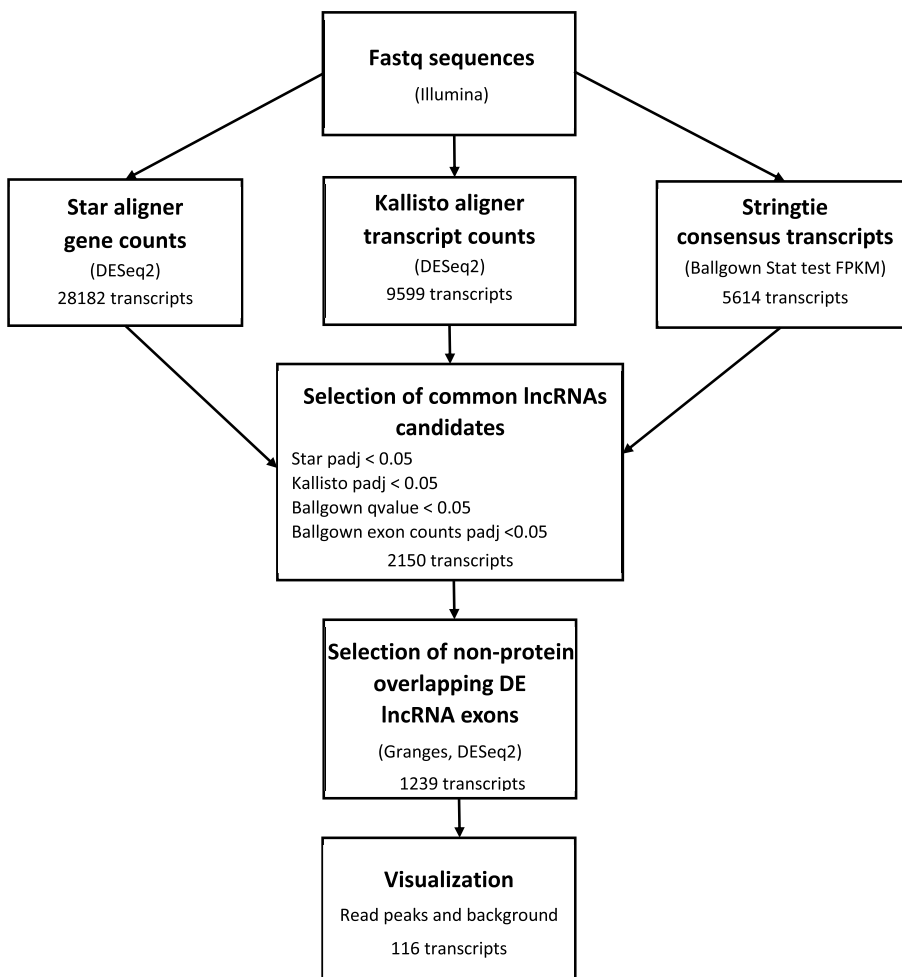 Fastq sequences
(Illumina)
Star aligner
gene counts
(DESeq2)
28182 transcripts
Kallisto aligner
transcript counts
(DESeq2)
9599 transcripts
Stringtie
consensus transcripts
(Ballgown Stat test FPKM)
5614 transcripts
Selection of common lncRNAs
candidates
Star padj < 0.05
Kallisto padj < 0.05
Ballgown qvalue < 0.05
Ballgown exon counts padj <0.05
2150 transcripts
Selection of non-protein
overlapping DE
lncRNA exons
(Granges, DESeq2)
1239 transcripts
Visualization
Read peaks and background
116 transcripts